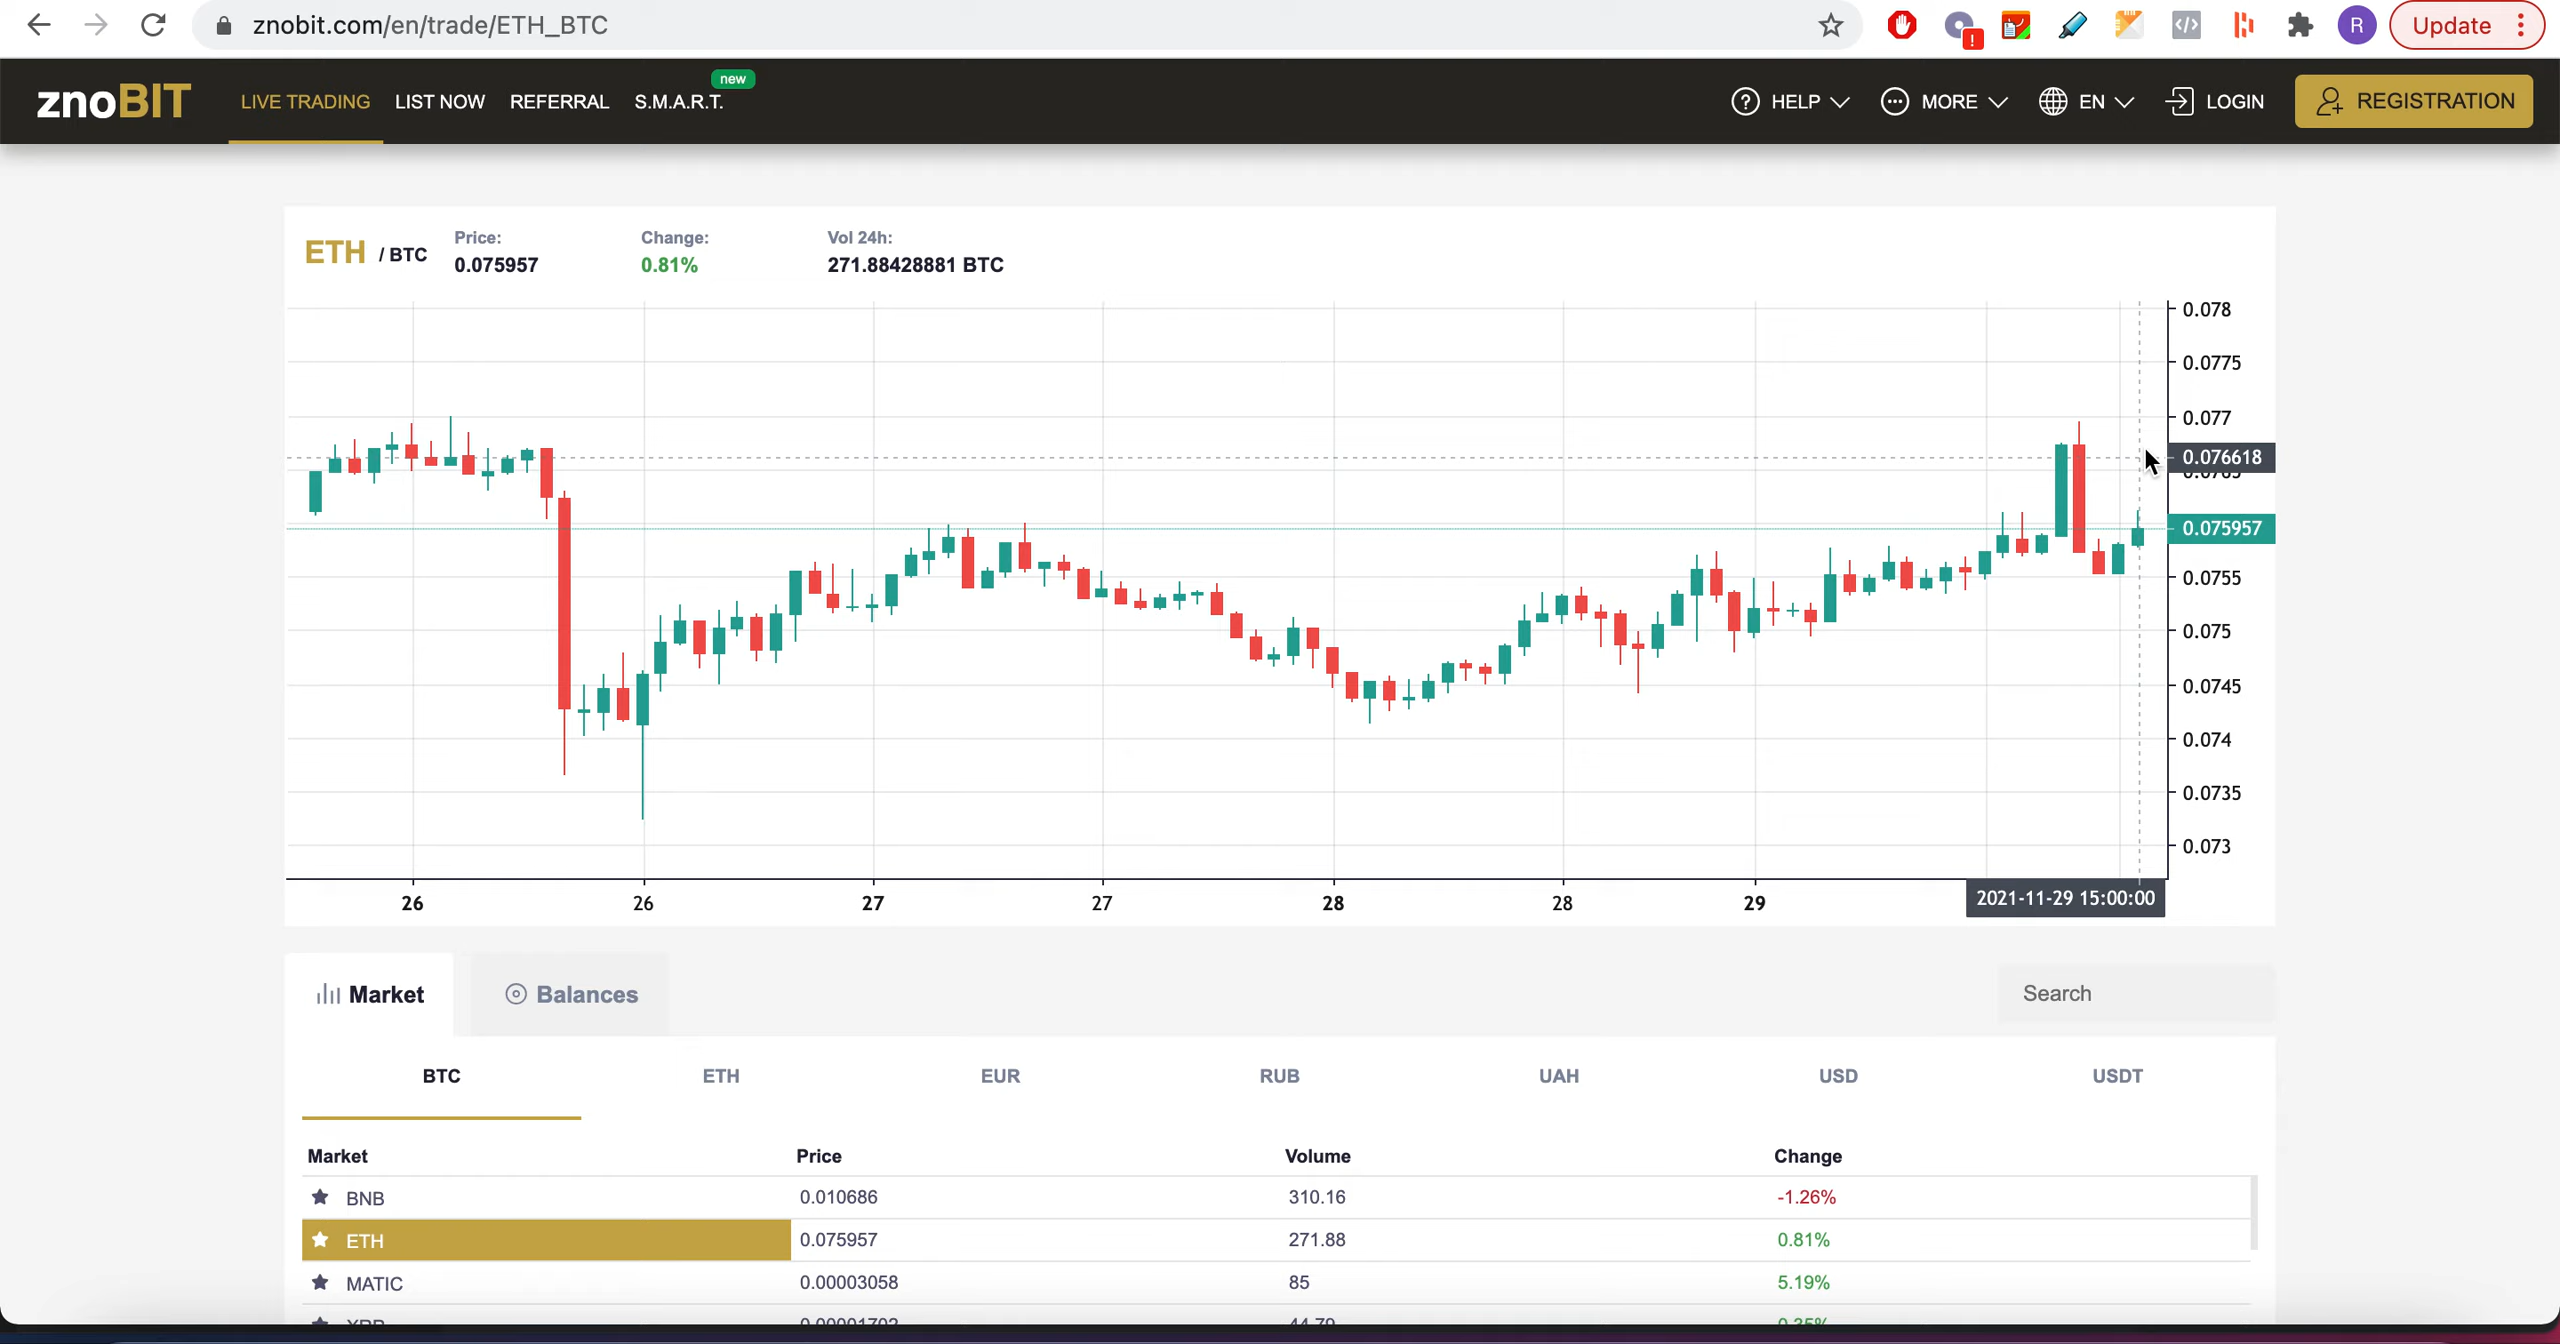 znobit.com/en/trade/ETH_BTC
R
Update
znoBIT
LIVE TRADING
LIST NOW
REFERRAL
S.M.A.R.T.
new
HELP
MORE
EN
LOGIN
REGISTRATION
ETH / BTC
Price:
0.075957
Change:
0.81%
Vol 24h:
271.88428881 BTC
0.078
0.0775
0.077
0.076618
0.075957
0.0755
0.075
0.0745
0.074
0.0735
0.073
26
26
27
27
28
28
29
2021-11-29 15:00:00
Market
Balances
Search
BTC ETH EUR RUB UAH USD USDT
Market Price Volume Change
BNB 0.010686 310.16 -1.26%
ETH 0.075957 271.88 0.81%
MATIC 0.00003058 85 5.19%